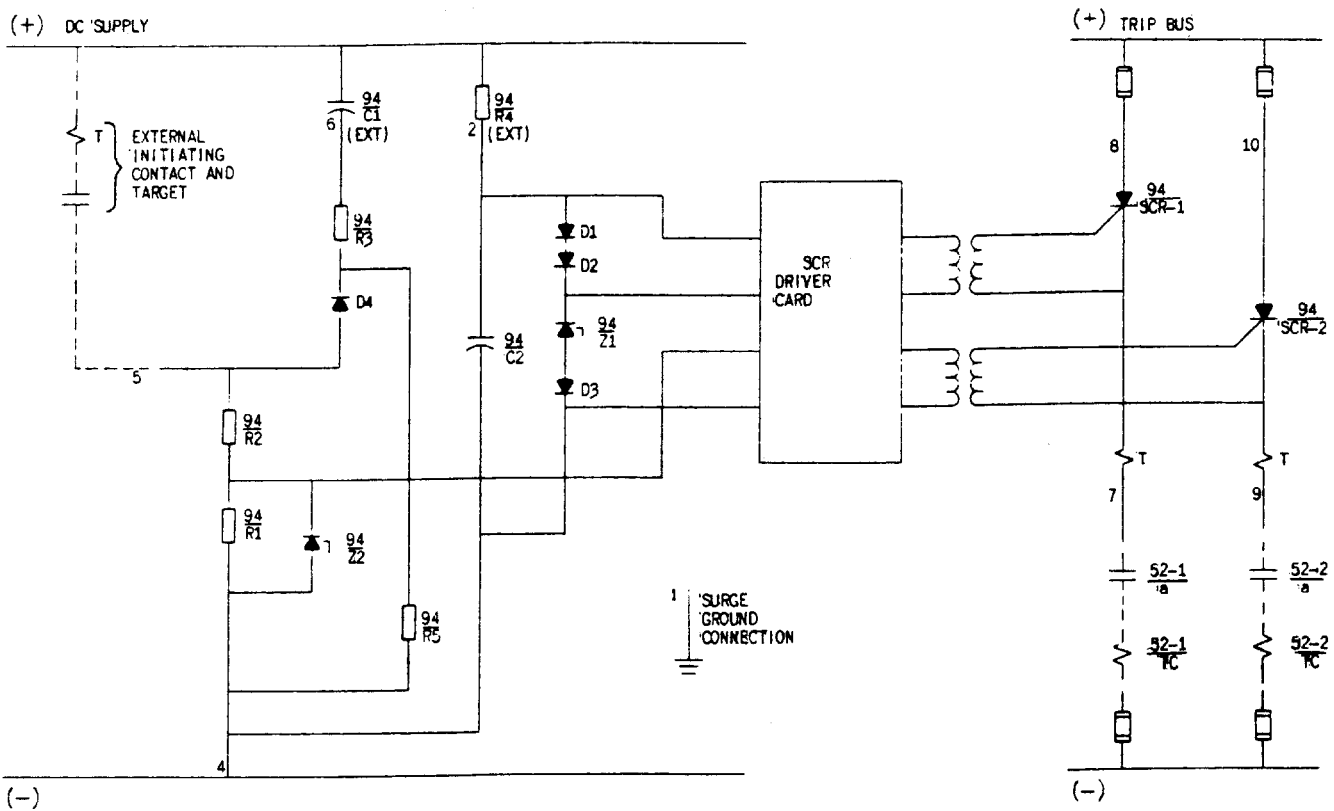 (+) DC SUPPLY
(+) TRIP BUS
T
EXTERNAL
INITIATING
CONTACT AND
TARGET
6
94
C1
(EXT)
2
94
R4
(EXT)
94
R3
D4
5
94
R2
94
R1
94
Z2
94
R5
4
(-)
D1
D2
94
Z1
D3
94
C2
SCR
DRIVER
CARD
1
SURGE
GROUND
CONNECTION
8
10
94
SCR-1
94
SCR-2
T
T
7
9
52-1
a
52-2
a
52-1
TC
52-2
TC
(-)